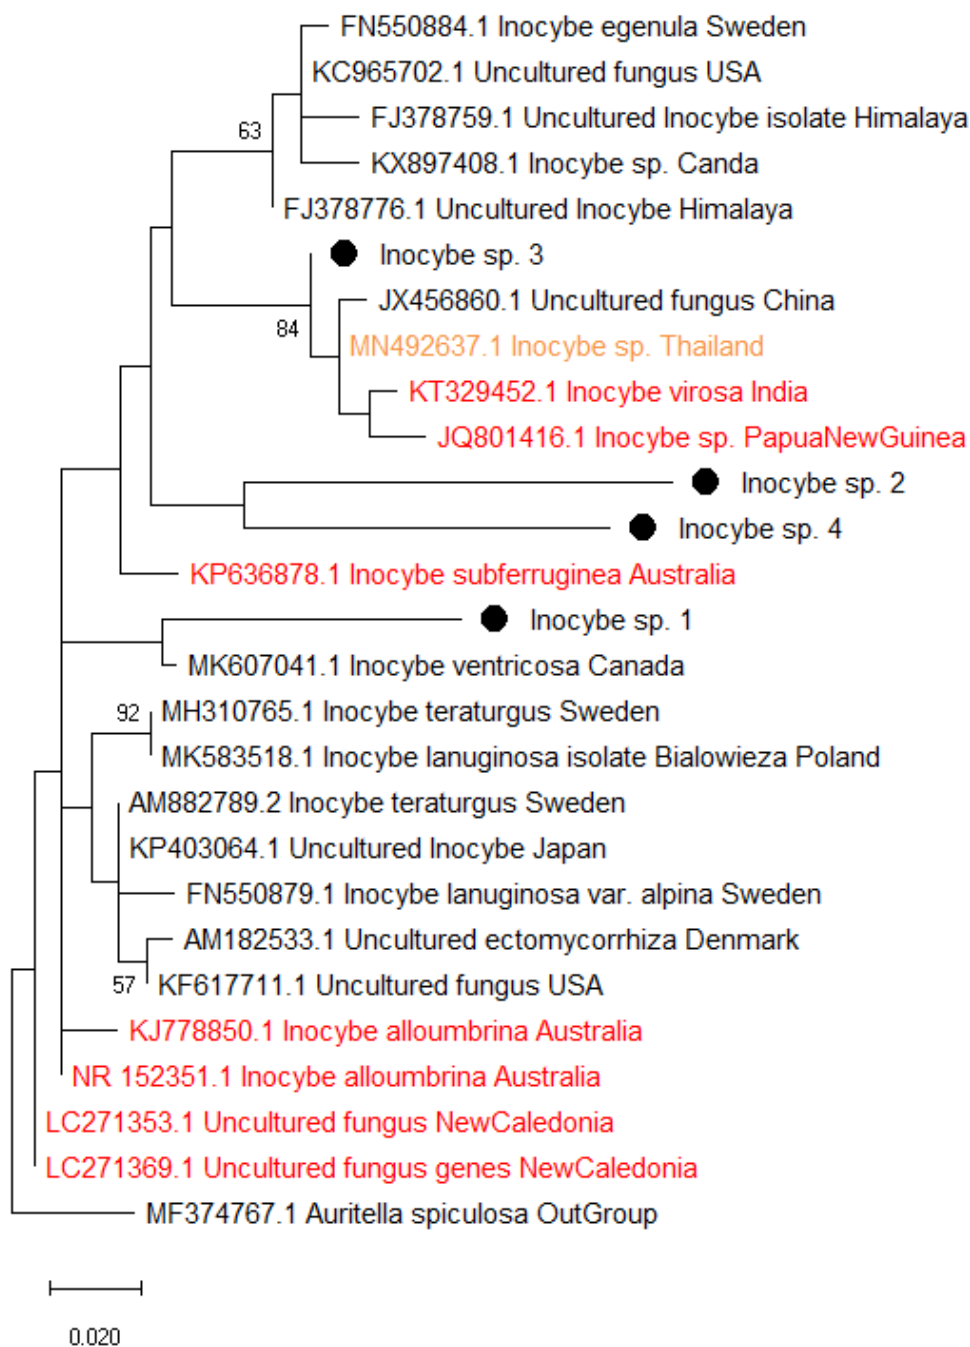 FN550884.1 Inocybe egenula Sweden
KC965702.1 Uncultured fungus USA
FJ378759.1 Uncultured Inocybe isolate Himalaya
63
KX897408.1 Inocybe sp. Canda
FJ378776.1 Uncultured Inocybe Himalaya
Inocybe sp. 3
JX456860.1 Uncultured fungus China
84
MN492637.1 Inocybe sp. Thailand
KT329452.1 Inocybe virosa India
JQ801416.1 Inocybe sp. PapuaNewGuinea
Inocybe sp. 2
Inocybe sp. 4
KP636878.1 Inocybe subferruginea Australia
Inocybe sp. 1
MK607041.1 Inocybe ventricosa Canada
92
MH310765.1 Inocybe teraturgus Sweden
MK583518.1 Inocybe lanuginosa isolate Bialowieza Poland
AM882789.2 Inocybe teraturgus Sweden
KP403064.1 Uncultured Inocybe Japan
FN550879.1 Inocybe lanuginosa var. alpina Sweden
AM182533.1 Uncultured ectomycorrhiza Denmark
57
KF617711.1 Uncultured fungus USA
KJ778850.1 Inocybe alloumbrina Australia
NR 152351.1 Inocybe alloumbrina Australia
LC271353.1 Uncultured fungus NewCaledonia
LC271369.1 Uncultured fungus genes NewCaledonia
MF374767.1 Auritella spiculosa OutGroup
0.020